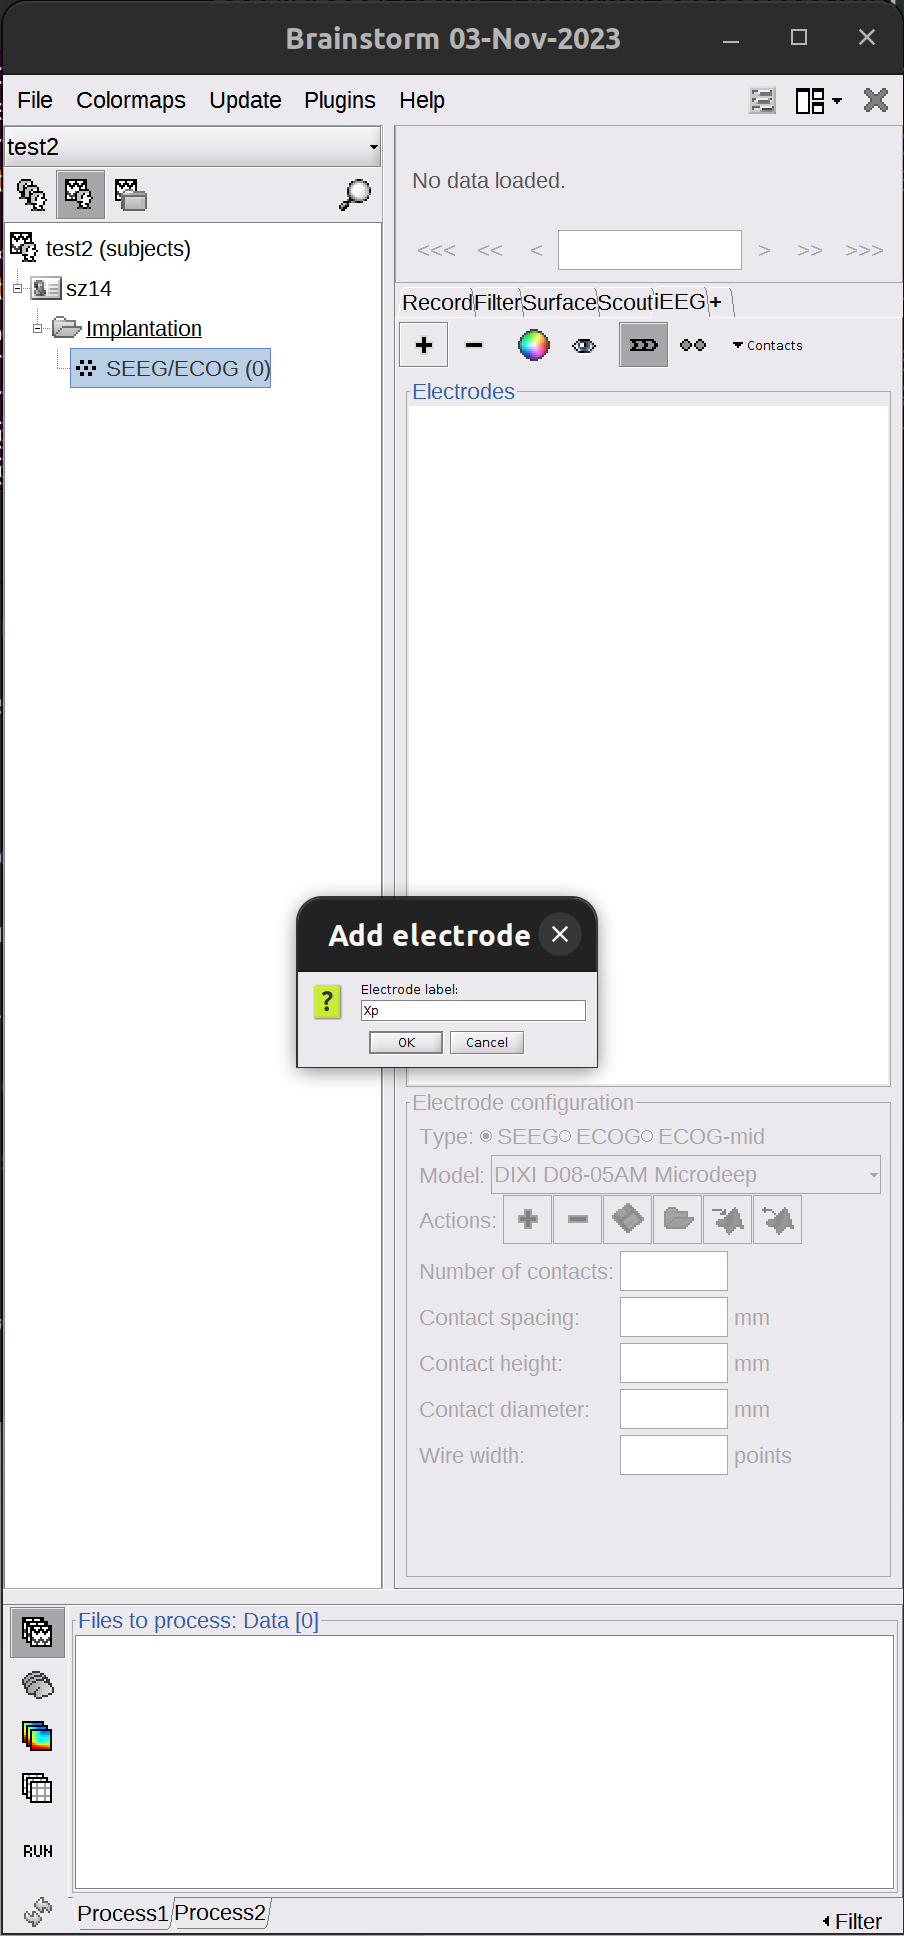 Brainstorm 03-Nov-2023
File Colormaps Update Plugins Help
test2
test2 (subjects)
sz14
Implantation
SEEG/ECOG (0)
No data loaded.
<<< << < > >> >>>
Record Filter Surface Scout iEEG +
Contacts
Electrodes
Add electrode
Electrode label:
Xp
OK Cancel
Electrode configuration
Type: SEEG ECOG ECOG-mid
Model: DIXI D08-05AM Microdeep
Actions:
Number of contacts:
Contact spacing: mm
Contact height: mm
Contact diameter: mm
Wire width: points
Files to process: Data [0]
RUN
Process1 Process2
Filter